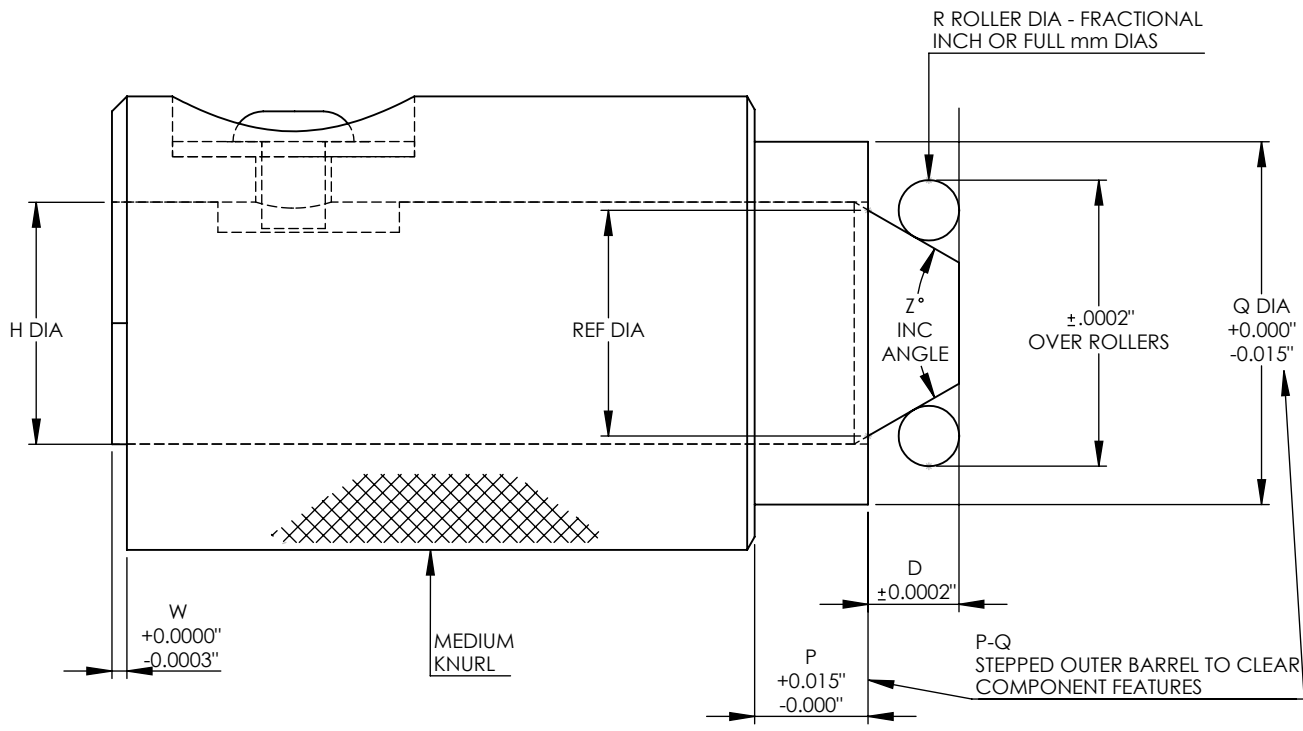 R ROLLER DIA - FRACTIONAL
INCH OR FULL mm DIAS
H DIA
REF DIA
Z°
INC
ANGLE
±.0002"
OVER ROLLERS
Q DIA
+0.000"
-0.015"
D
±0.0002"
W
+0.0000"
-0.0003"
MEDIUM
KNURL
P
+0.015"
-0.000"
P-Q
STEPPED OUTER BARREL TO CLEAR
COMPONENT FEATURES